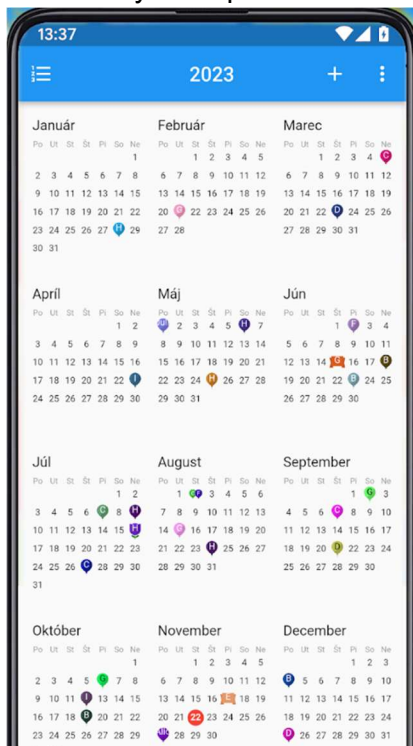 13:37
2023
Január
Po Ut St Št Pi So Ne
1
2 3 4 5 6 7 8
9 10 11 12 13 14 15
16 17 18 19 20 21 22
23 24 25 26 27 H 29
30 31
Február
Po Ut St Št Pi So Ne
1 2 3 4 5
6 7 8 9 10 11 12
13 14 15 16 17 18 19
20 G 22 23 24 25 26
27 28
Marec
Po Ut St Št Pi So Ne
1 2 3 4 C
6 7 8 9 10 11 12
13 14 15 16 17 18 19
20 21 22 D 24 25 26
27 28 29 30 31
Apríl
Po Ut St Št Pi So Ne
1 2
3 4 5 6 7 8 9
10 11 12 13 14 15 16
17 18 19 20 21 22 I
24 25 26 27 28 29 30
Máj
Po Ut St Št Pi So Ne
2 3 4 5 H 7
8 9 10 11 12 13 14
15 16 17 18 19 20 21
22 23 24 H 26 27 28
29 30 31
Jún
Po Ut St Št Pi So Ne
1 F 3 4
5 6 7 8 9 10 11
12 13 14 G 16 17 B
19 20 21 22 B 24 25
26 27 28 29 30
Júl
Po Ut St Št Pi So Ne
1 2
3 4 5 6 C 8 H
10 11 12 13 14 15 H
17 18 19 20 21 22 23
24 25 26 C 28 29 30
31
August
Po Ut St Št Pi So Ne
1 3 4 5 6
7 8 9 10 11 12 13
14 G 16 17 18 19 20
21 22 23 H 25 26 27
28 29 30 31
September
Po Ut St Št Pi So Ne
1 G 3
4 5 6 C 8 9 10
11 12 13 14 15 16 17
18 19 20 D 22 23 24
25 26 27 28 29 30
Október
Po Ut St Št Pi So Ne
1
2 3 4 5 G 7 8
9 10 11 I 13 14 15
16 17 18 B 20 21 22
23 24 25 26 27 28 29
November
Po Ut St Št Pi So Ne
1 2 3 4 5
6 7 8 9 10 11 12
13 14 15 16 E 18 19
20 21 22 23 24 25 26
28 29 30
December
Po Ut St Št Pi So Ne
1 2 3
B 5 6 7 8 9 10
11 12 13 14 15 16 17
18 19 20 21 22 23 24
D 26 27 28 29 30 31